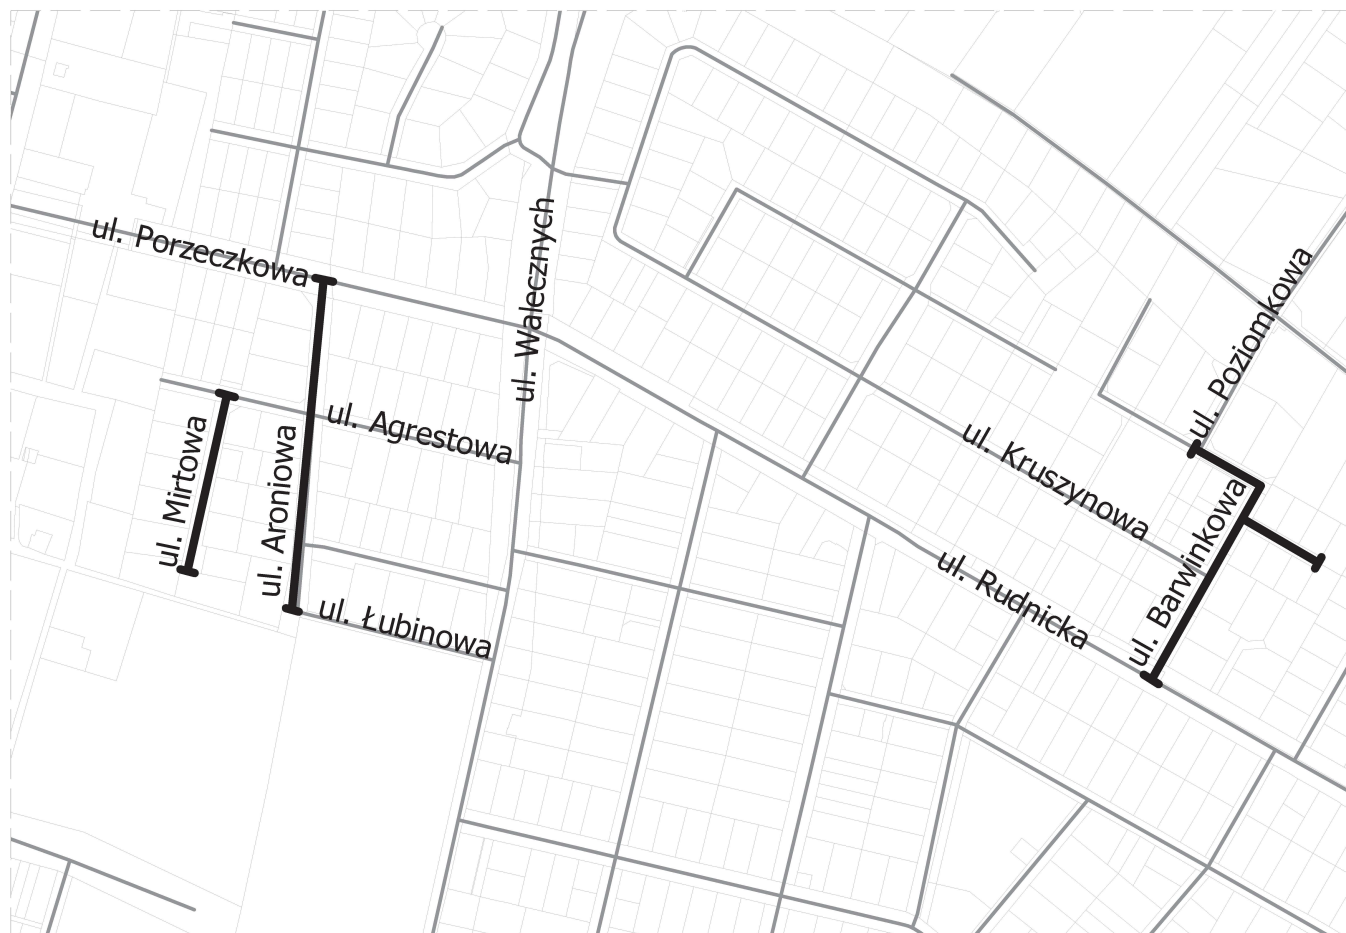 ul. Porzeczkowa
ul. Walecznych
ul. Poziomkowa
ul. Agrestowa
ul. Mirtowa
ul. Aroniowa
ul. Kruszynowa
ul. Barwinkowa
ul. Rudnicka
ul. Łubinowa